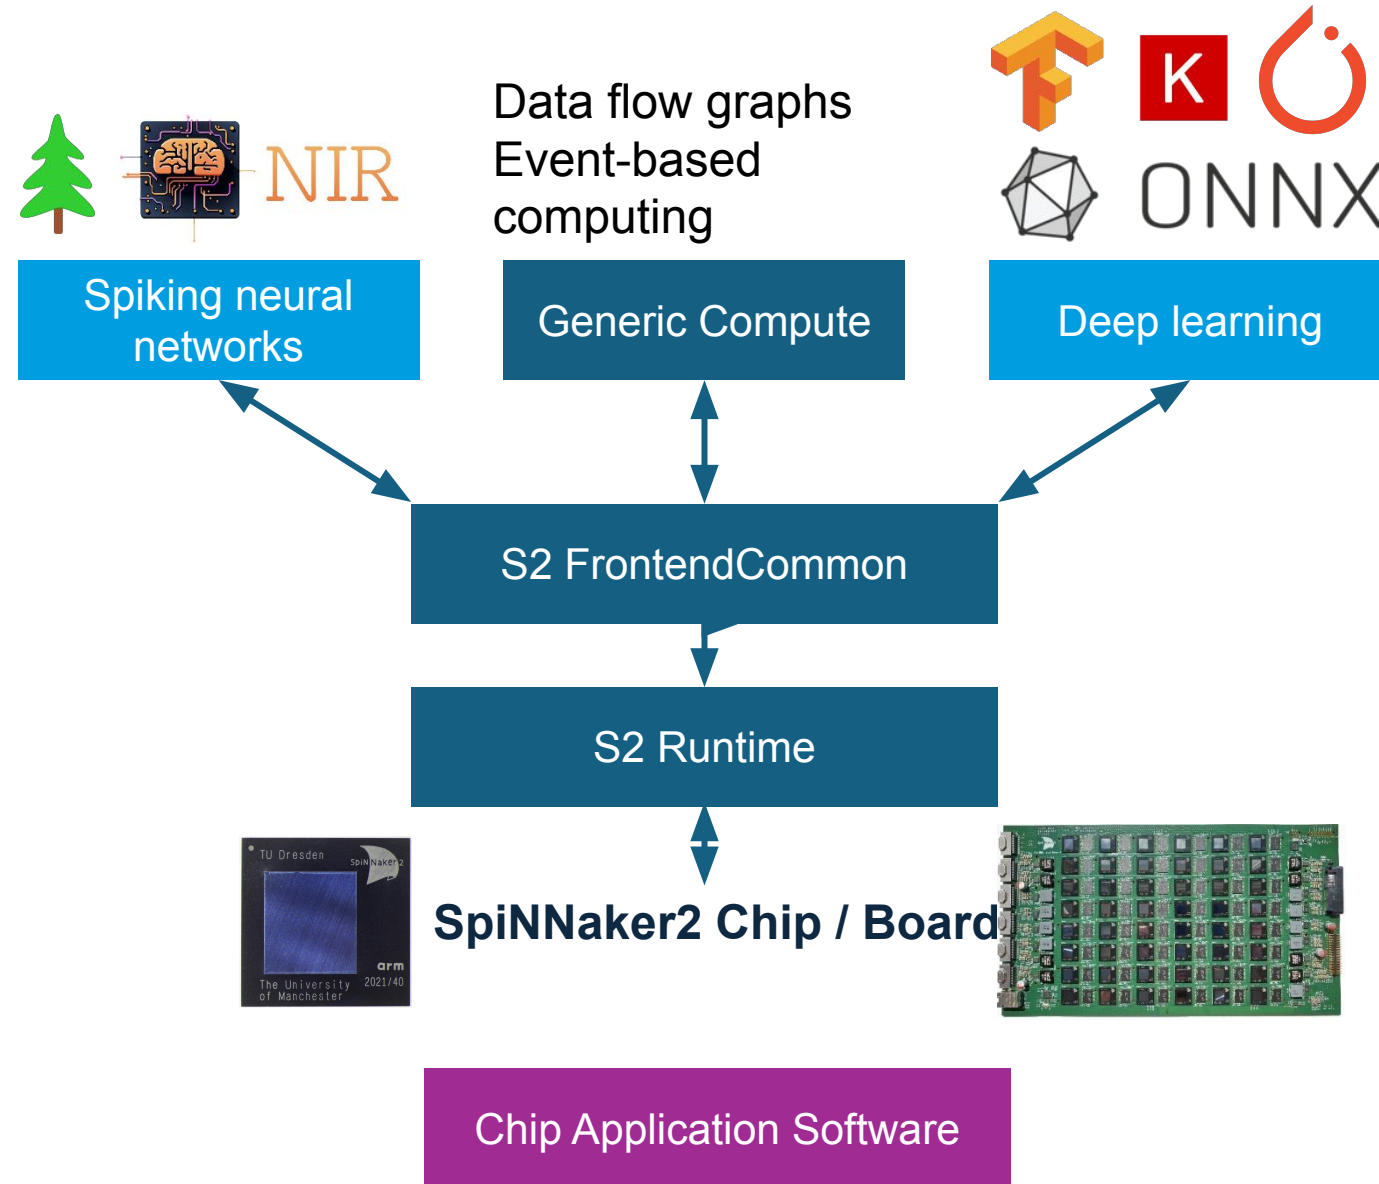 NIR
Data flow graphs
Event-based
computing
K
ONNX
Spiking neural
networks
Generic Compute
Deep learning
S2 FrontendCommon
S2 Runtime
TU Dresden
SpiNNaker2
arm
2021/40
The University
of Manchester
SpiNNaker2 Chip / Board
Chip Application Software